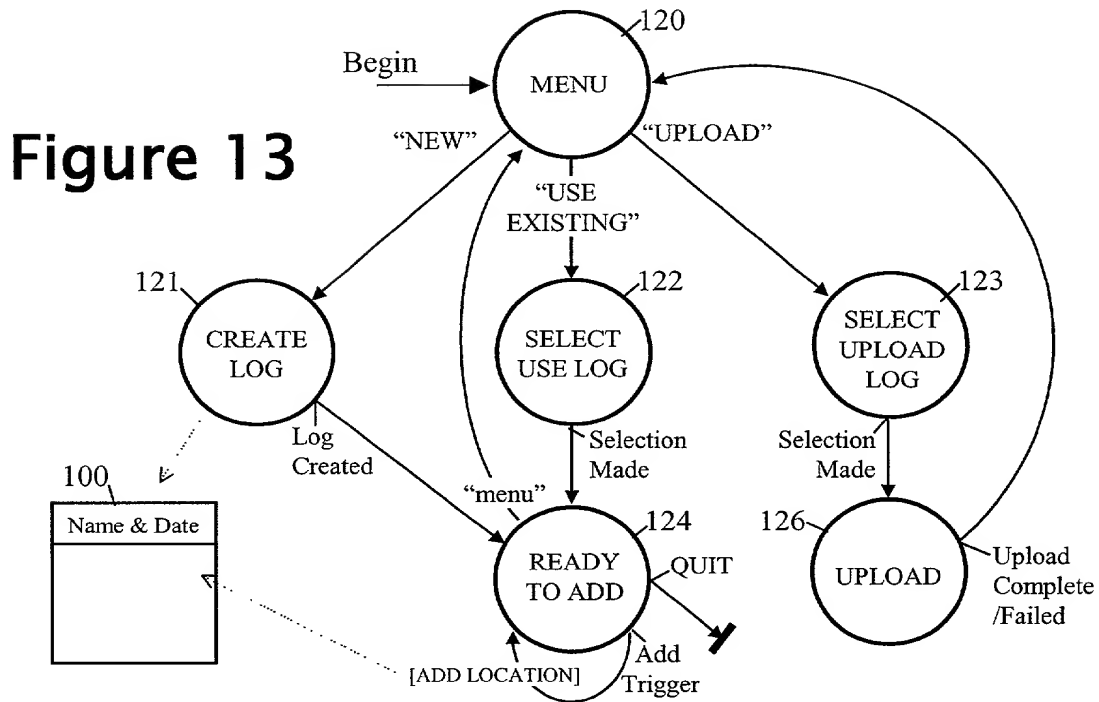 120
Begin
MENU
Figure 13
“NEW”
“UPLOAD”
“USE
EXISTING”
121
122
123
CREATE
LOG
SELECT
USE LOG
SELECT
UPLOAD
LOG
Log
Created
Selection
Made
Selection
Made
100
“menu”
Name & Date
124
126
READY
TO ADD
QUIT
UPLOAD
Upload
Complete
/Failed
[ADD LOCATION]
Add
Trigger